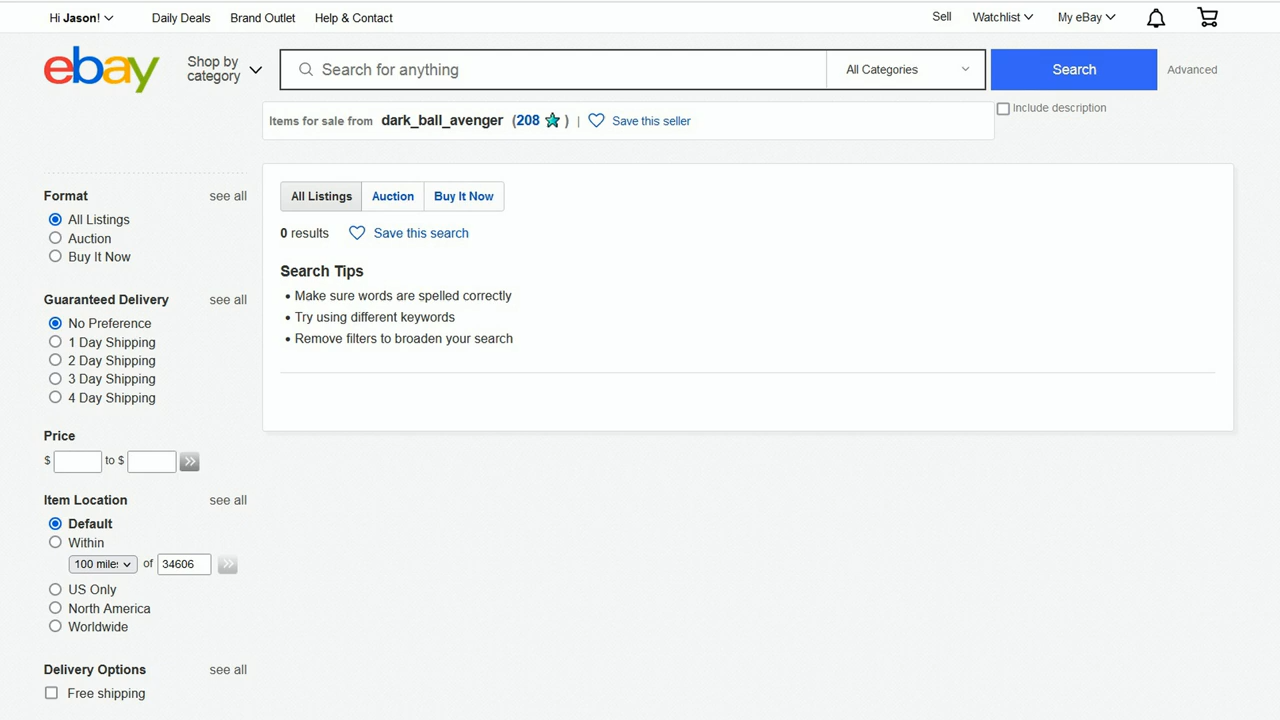 Hi Jason! Daily Deals Brand Outlet Help & Contact Sell Watchlist My eBay
ebay Shop by category Search for anything All Categories Search Advanced
Items for sale from dark_ball_avenger (208 ) | Save this seller Include description
Format see all
All Listings
Auction
Buy It Now
Guaranteed Delivery see all
No Preference
1 Day Shipping
2 Day Shipping
3 Day Shipping
4 Day Shipping
Price
$ to $
Item Location see all
Default
Within
100 miles of 34606
US Only
North America
Worldwide
Delivery Options see all
Free shipping
All Listings Auction Buy It Now
0 results Save this search
Search Tips
• Make sure words are spelled correctly
• Try using different keywords
• Remove filters to broaden your search